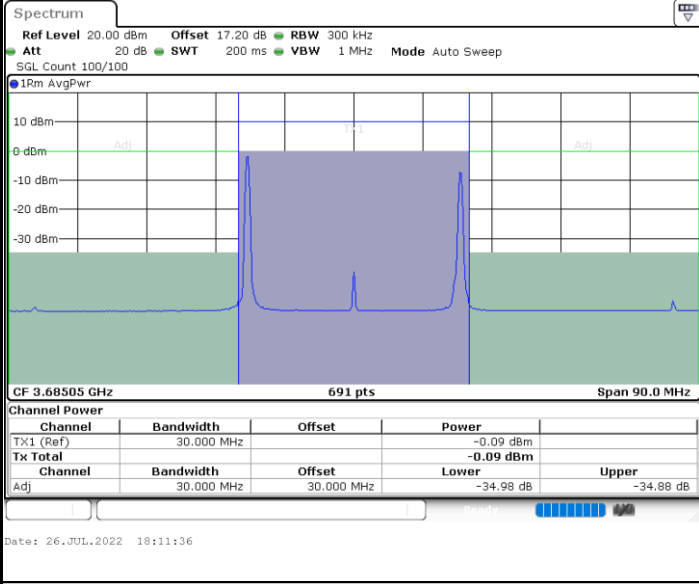 Spectrum
Ref Level 20.00 dBm Offset 17.20 dB RBW 300 kHz
Att 20 dB SWT 200 ms VBW 1 MHz Mode Auto Sweep
SGL Count 100/100
1Rm AvgPwr
10 dBm
TX1
0 dBm
Adj Adj
-10 dBm
-20 dBm
-30 dBm
CF 3.68505 GHz 691 pts Span 90.0 MHz
Channel Power
Channel Bandwidth Offset Power
TX1 (Ref) 30.000 MHz -0.09 dBm
Tx Total -0.09 dBm
Channel Bandwidth Offset Lower Upper
Adj 30.000 MHz 30.000 MHz -34.98 dB -34.88 dB
Ready
Date: 26.JUL.2022 18:11:36